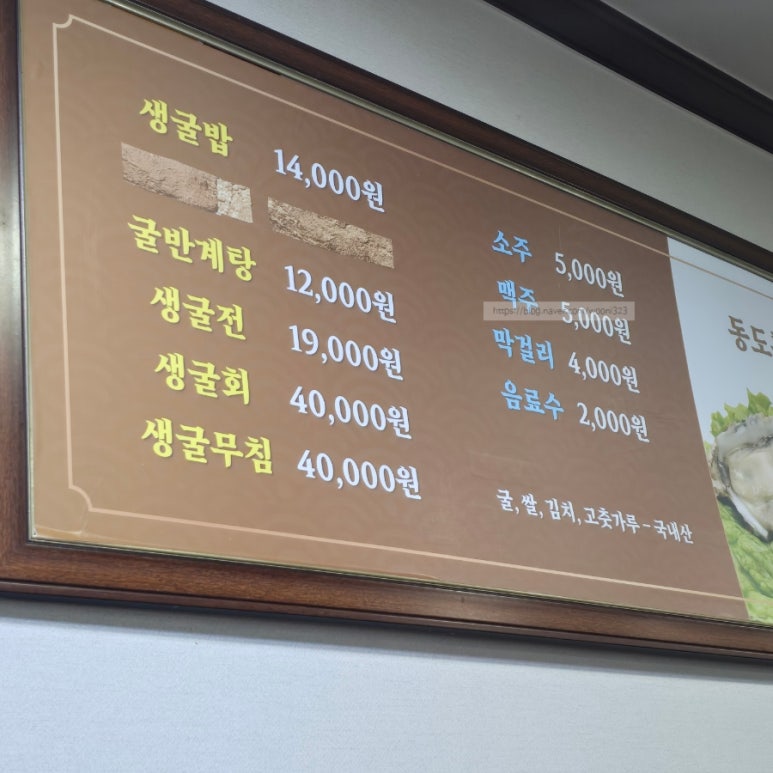 생굴밥 14,000원
굴반계탕 12,000원
생굴전 19,000원
생굴회 40,000원
생굴무침 40,000원
소주 5,000원
맥주 5,000원
막걸리 4,000원
음료수 2,000원
굴, 쌀, 김치, 고춧가루 - 국내산
동도